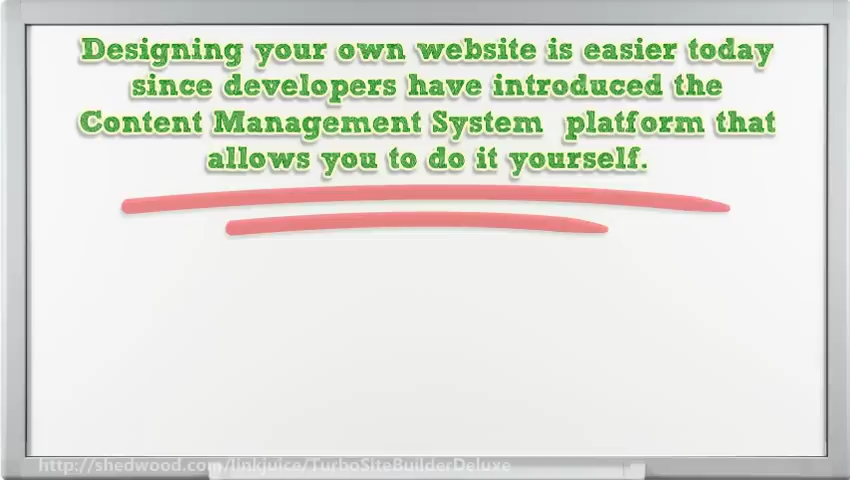 Designing your own website is easier today
since developers have introduced the
Content Management System platform that
allows you to do it yourself.
http://shedwood.com/linkjuice/TurboSiteBuilderDeluxe